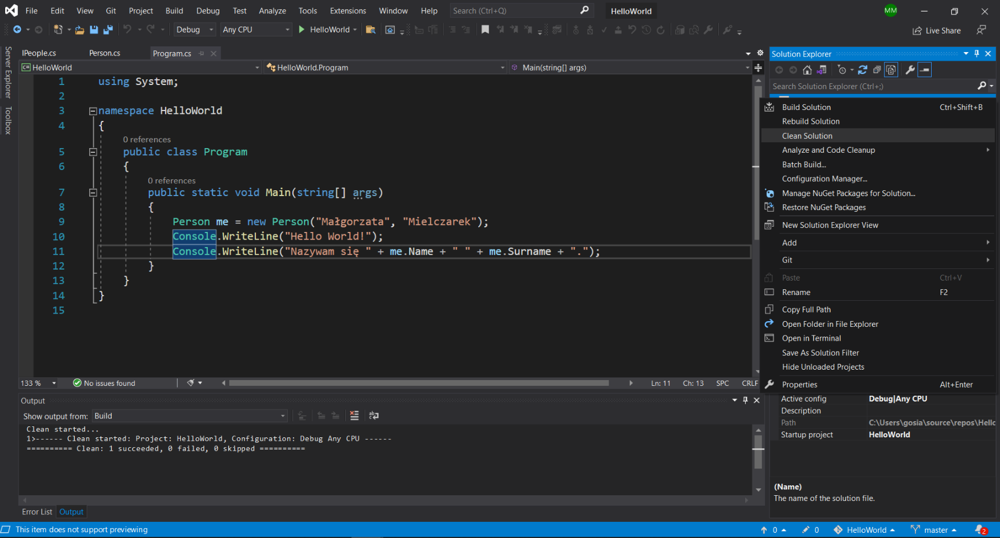 File Edit View Git Project Build Debug Test Analyze Tools Extensions Window Help Search (Ctrl+Q) HelloWorld MM
Debug Any CPU HelloWorld Live Share
Server Explorer
Toolbox
IPeople.cs Person.cs Program.cs
HelloWorld HelloWorld.Program Main(string[] args)
1 using System;
2
3 namespace HelloWorld
4 {
0 references
5 public class Program
6 {
0 references
7 public static void Main(string[] args)
8 {
9 Person me = new Person("Małgorzata", "Mielczarek");
10 Console.WriteLine("Hello World!");
11 Console.WriteLine("Nazywam się " + me.Name + " " + me.Surname + ".");
12 }
13 }
14 }
15
133 % No issues found Ln: 11 Ch: 13 SPC CRLF
Output
Show output from: Build
Clean started...
1>------ Clean started: Project: HelloWorld, Configuration: Debug Any CPU ------
========== Clean: 1 succeeded, 0 failed, 0 skipped ==========
Error List Output
Solution Explorer
Search Solution Explorer (Ctrl+;)
Build Solution Ctrl+Shift+B
Rebuild Solution
Clean Solution
Analyze and Code Cleanup
Batch Build...
Configuration Manager...
Manage NuGet Packages for Solution...
Restore NuGet Packages
New Solution Explorer View
Add
Git
Paste Ctrl+V
Rename F2
Copy Full Path
Open Folder in File Explorer
Open in Terminal
Save As Solution Filter
Hide Unloaded Projects
Properties Alt+Enter
Active config Debug|Any CPU
Description
Path C:\Users\gosia\source\repos\Hello
Startup project HelloWorld
(Name)
The name of the solution file.
This item does not support previewing 0 0 HelloWorld master 2